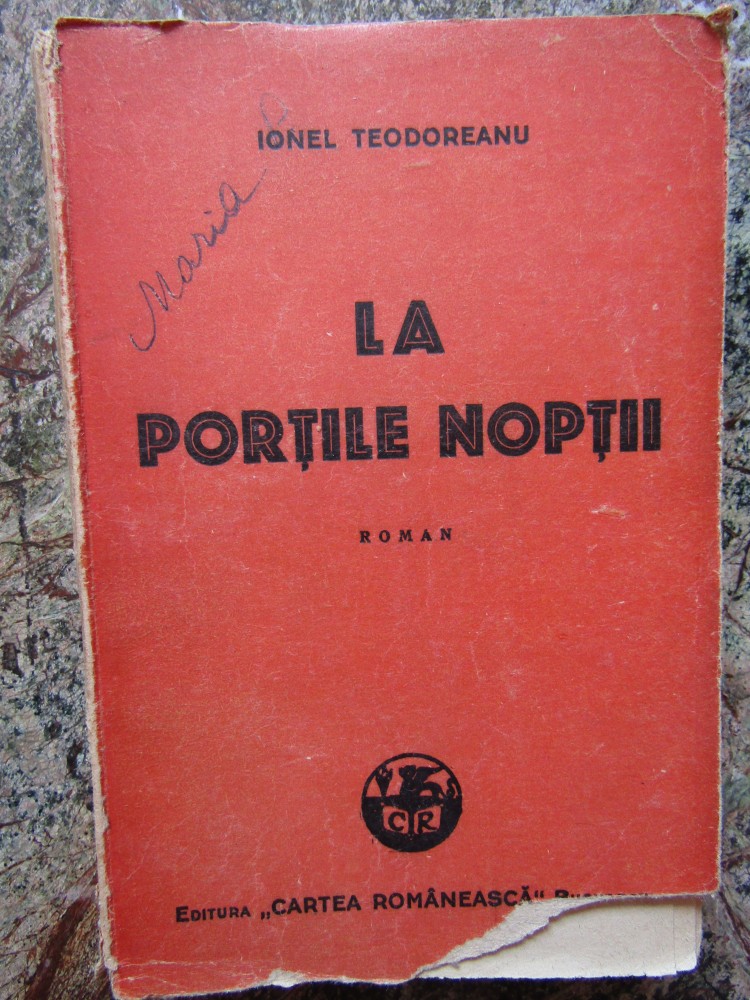 IONEL TEODOREANU
Maria
LA
PORȚILE NOPȚII
ROMAN
CR
EDITURA „CARTEA ROMÂNEASCĂ“